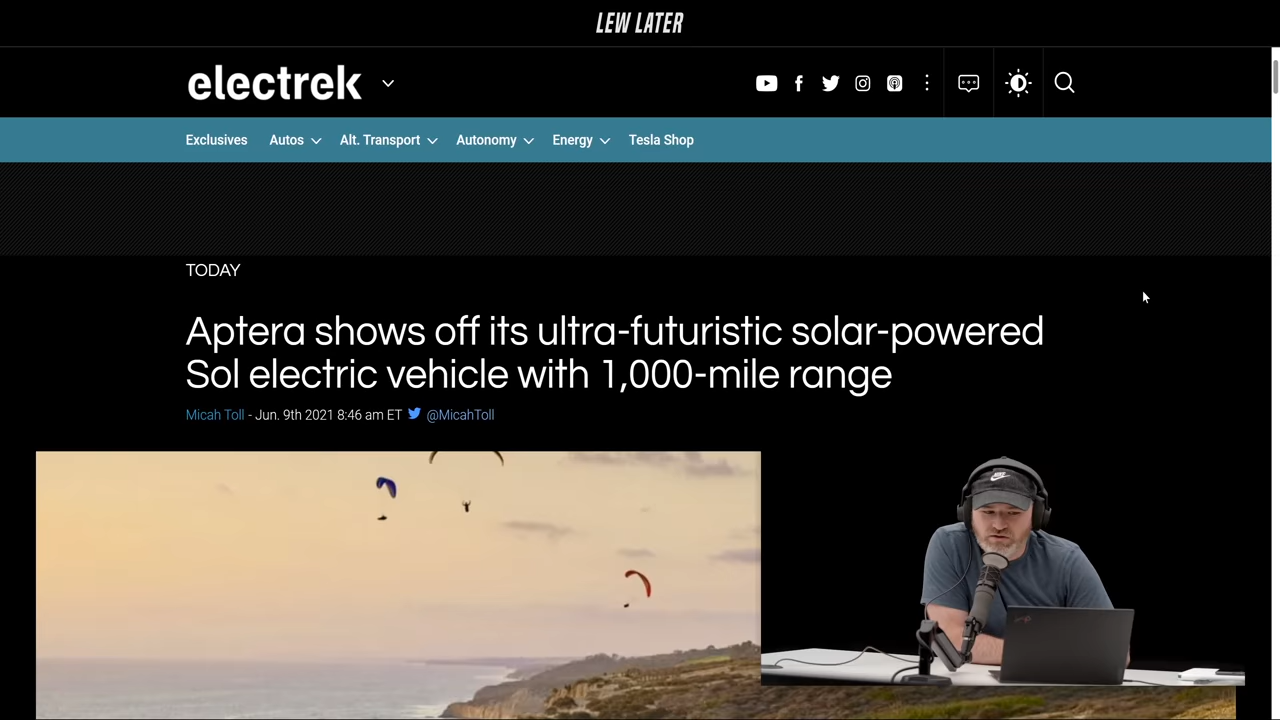 LEW LATER
electrek
Exclusives Autos Alt. Transport Autonomy Energy Tesla Shop
TODAY
Aptera shows off its ultra-futuristic solar-powered
Sol electric vehicle with 1,000-mile range
Micah Toll - Jun. 9th 2021 8:46 am ET @MicahToll